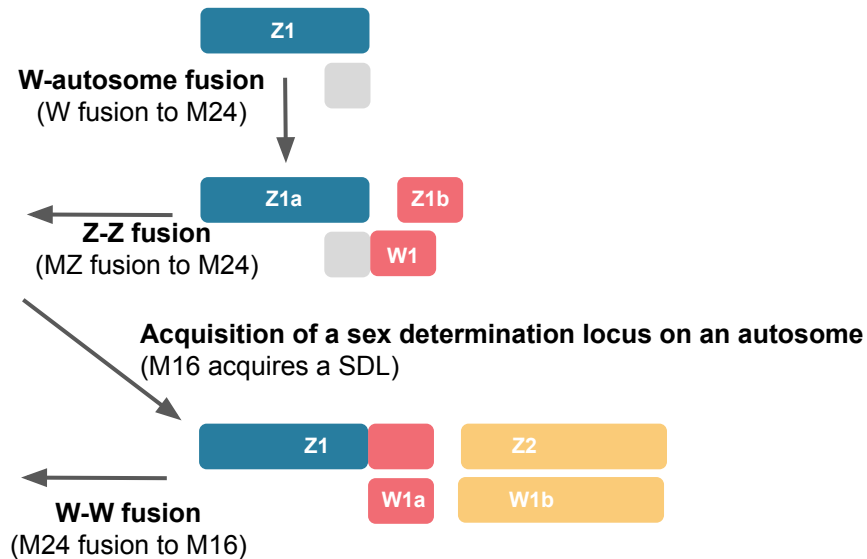 Z1
W-autosome fusion
(W fusion to M24)
Z1a
Z1b
Z-Z fusion
(MZ fusion to M24)
W1
Acquisition of a sex determination locus on an autosome
(M16 acquires a SDL)
Z1
Z2
W1a
W1b
W-W fusion
(M24 fusion to M16)